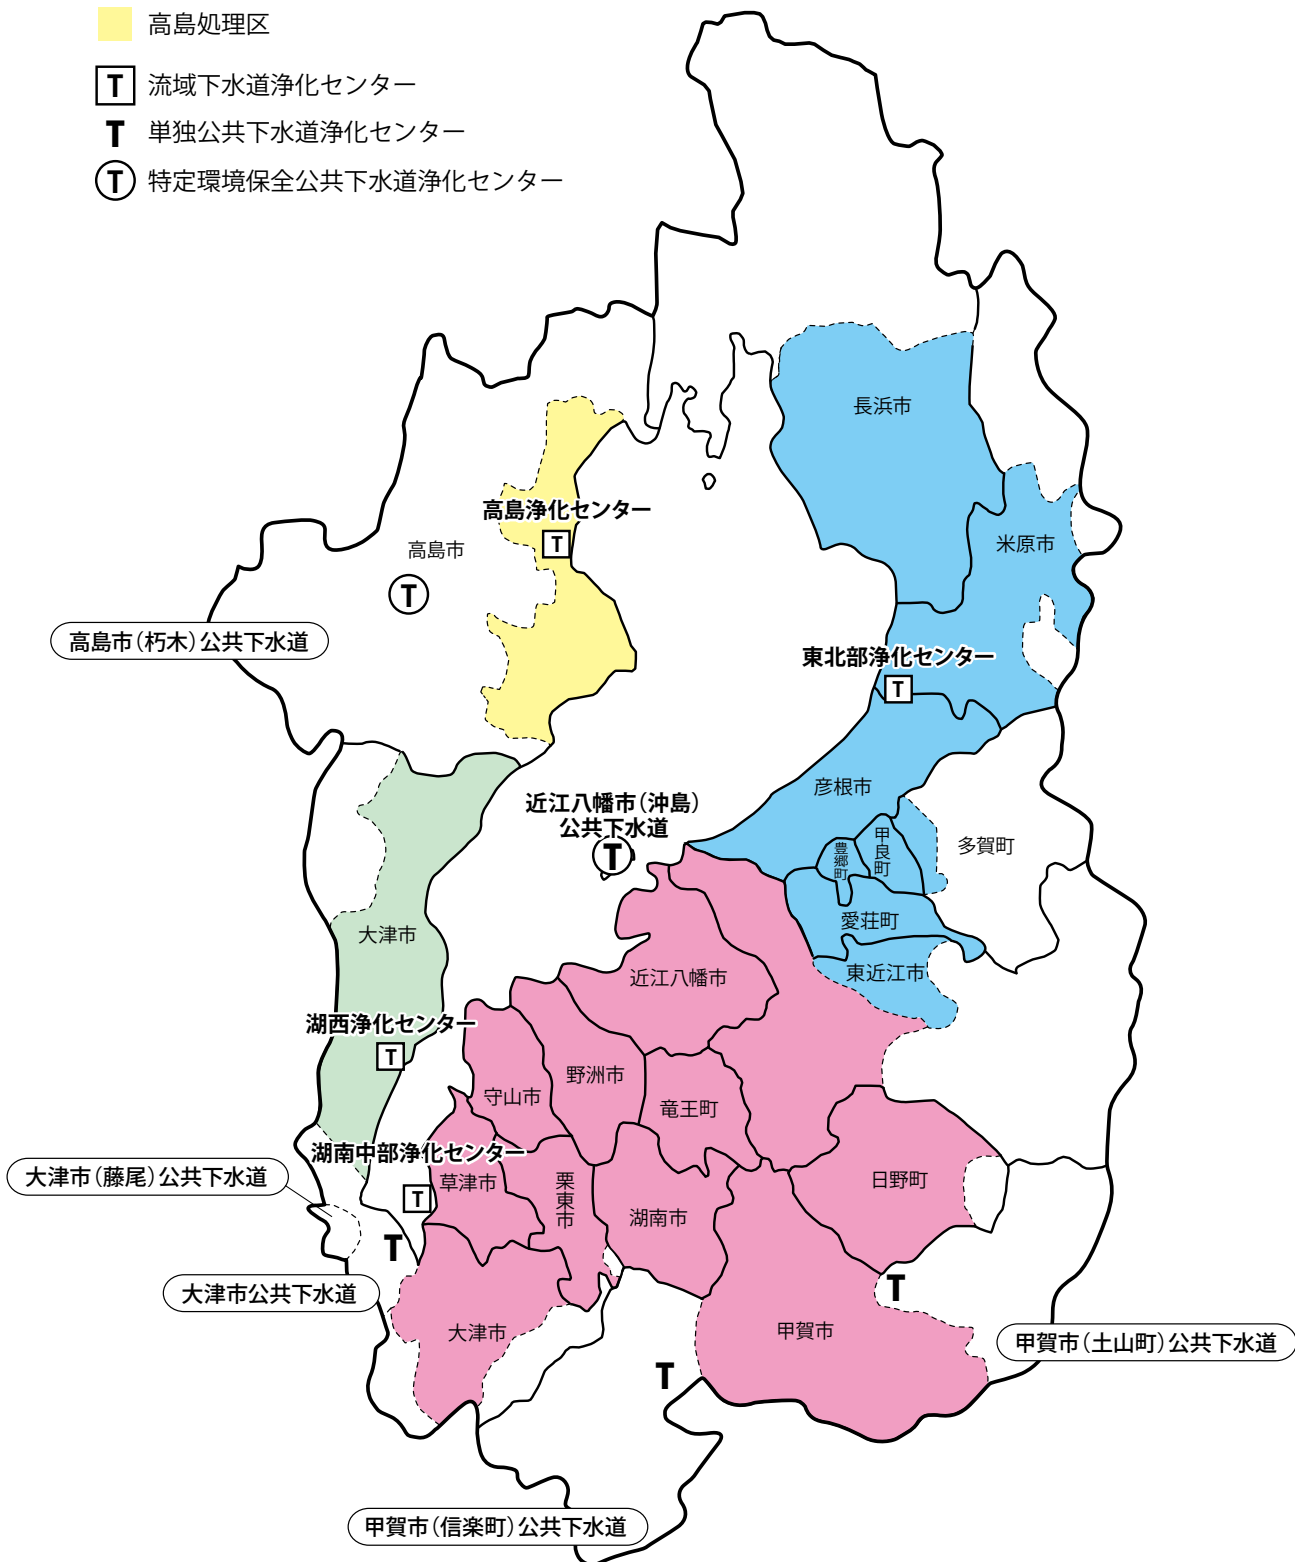 高島処理区
T 流域下水道浄化センター
T 単独公共下水道浄化センター
T 特定環境保全公共下水道浄化センター
長浜市
高島浄化センター
T
米原市
高島市
T
高島市(朽木)公共下水道
東北部浄化センター
T
彦根市
近江八幡市(沖島)
公共下水道
T
豊郷町
甲良町
多賀町
愛荘町
大津市
東近江市
近江八幡市
湖西浄化センター
T
野洲市
守山市
竜王町
湖南中部浄化センター
T
草津市
栗東市
湖南市
日野町
大津市(藤尾)公共下水道
T
大津市公共下水道
T
大津市
甲賀市
甲賀市(土山町)公共下水道
T
甲賀市(信楽町)公共下水道